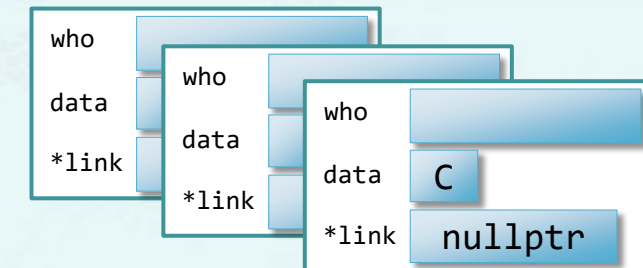 who
data
*link
who
data
*link
who
data C
*link nullptr